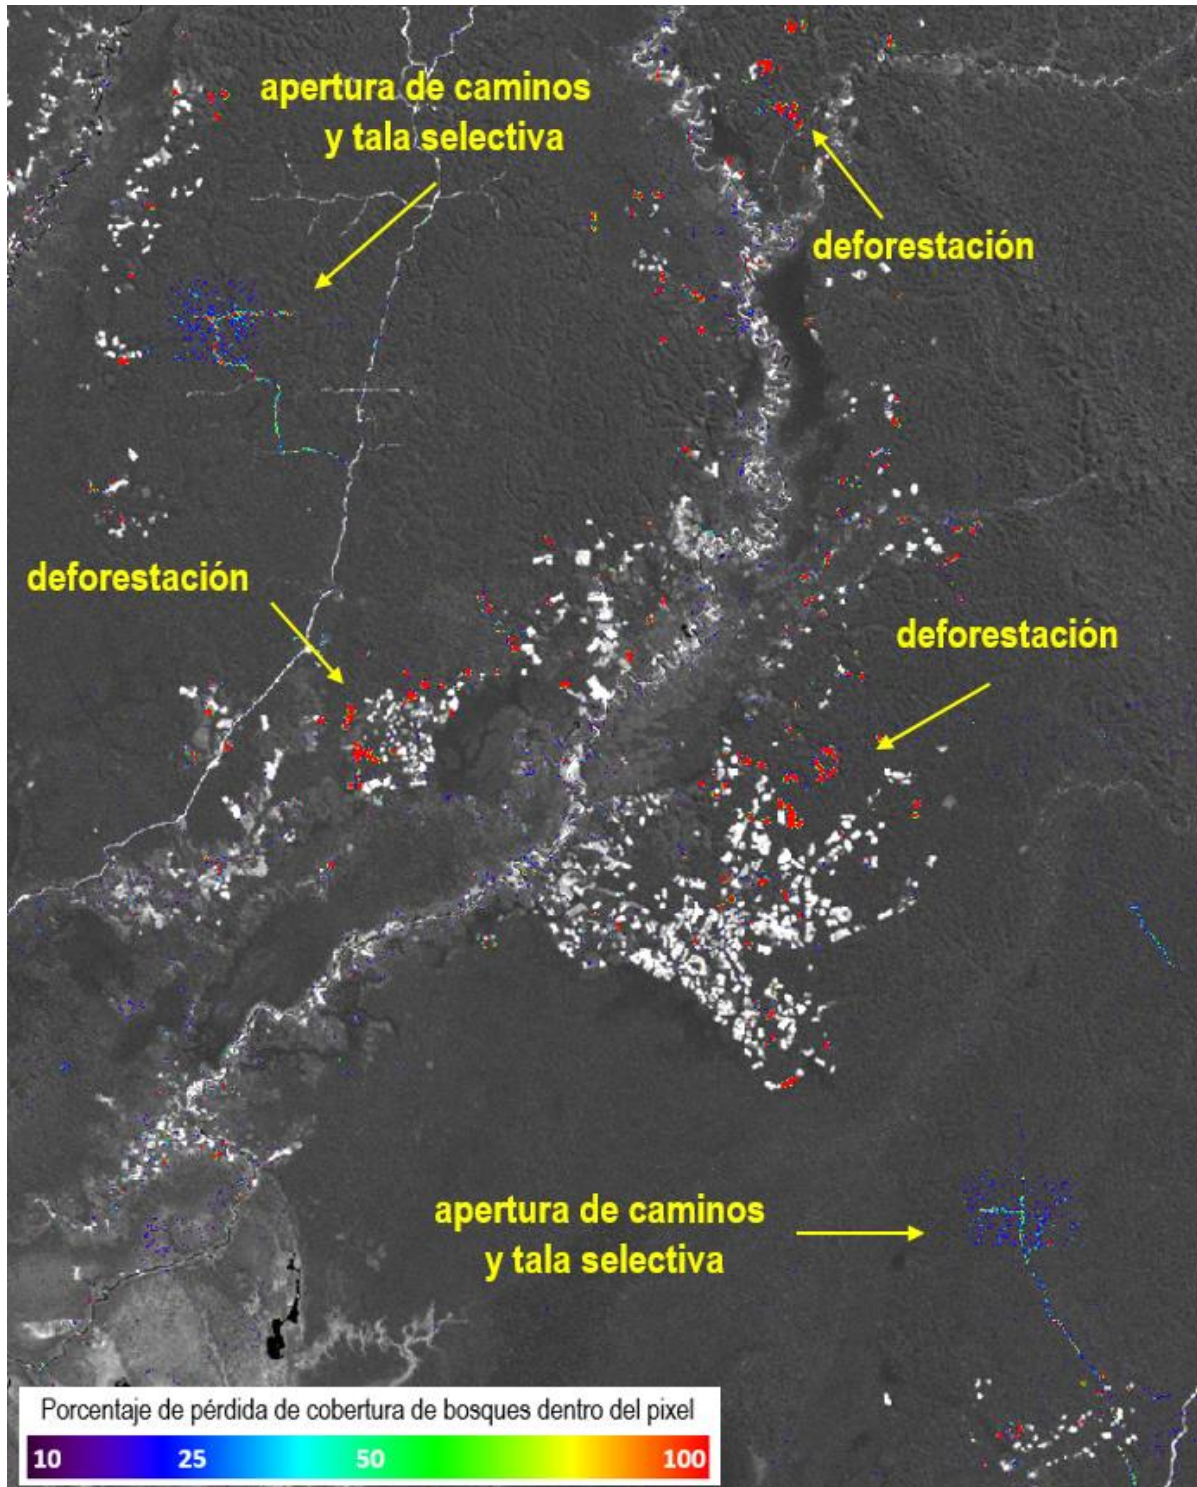 apertura de caminos
y tala selectiva
deforestación
deforestación
deforestación
apertura de caminos
y tala selectiva
Porcentaje de pérdida de cobertura de bosques dentro del pixel
10 25 50 100